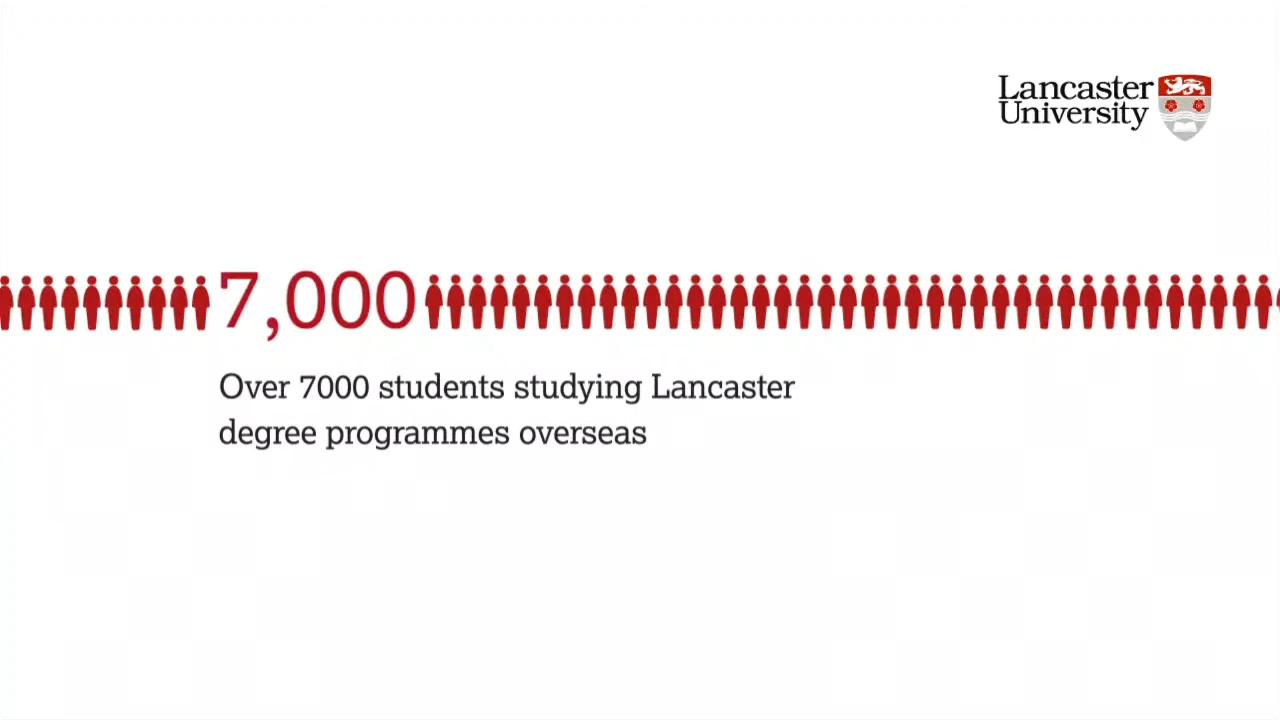 Lancaster
University
7,000
Over 7000 students studying Lancaster
degree programmes overseas